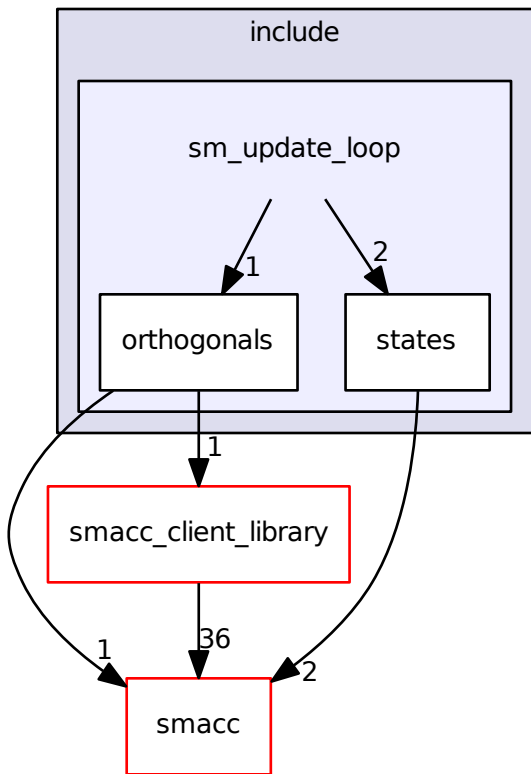 include
sm_update_loop
1
2
orthogonals
states
1
smacc_client_library
1
36
2
smacc